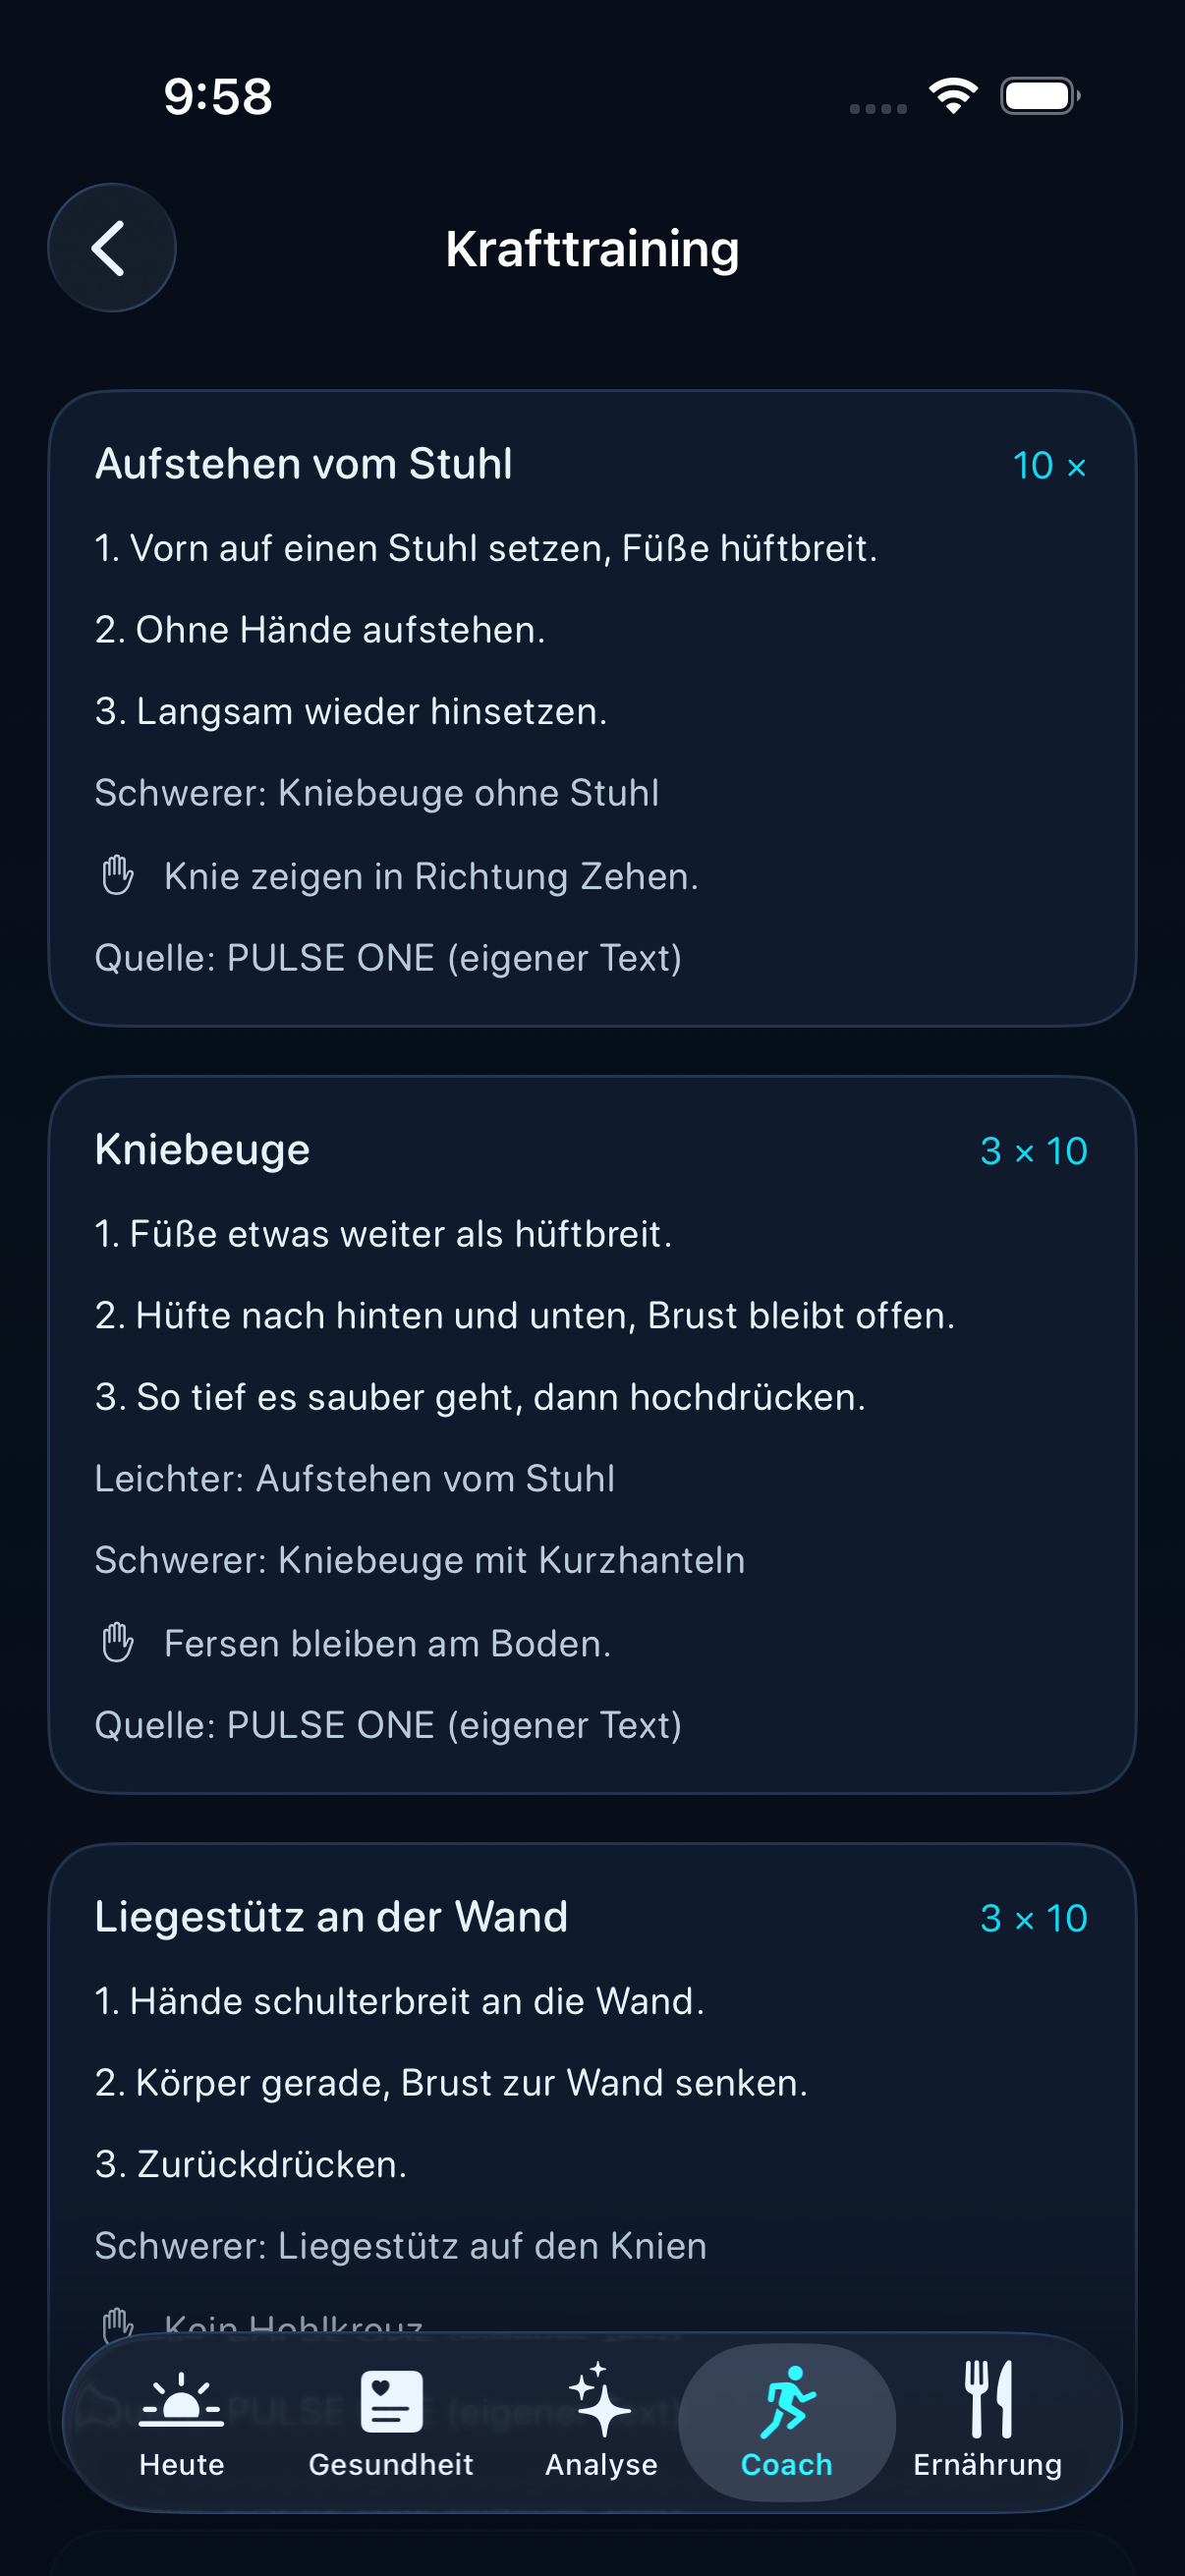 9:58
Krafttraining
Aufstehen vom Stuhl 10 ×
1. Vorn auf einen Stuhl setzen, Füße hüftbreit.
2. Ohne Hände aufstehen.
3. Langsam wieder hinsetzen.
Schwerer: Kniebeuge ohne Stuhl
Knie zeigen in Richtung Zehen.
Quelle: PULSE ONE (eigener Text)
Kniebeuge 3 × 10
1. Füße etwas weiter als hüftbreit.
2. Hüfte nach hinten und unten, Brust bleibt offen.
3. So tief es sauber geht, dann hochdrücken.
Leichter: Aufstehen vom Stuhl
Schwerer: Kniebeuge mit Kurzhanteln
Fersen bleiben am Boden.
Quelle: PULSE ONE (eigener Text)
Liegestütz an der Wand 3 × 10
1. Hände schulterbreit an die Wand.
2. Körper gerade, Brust zur Wand senken.
3. Zurückdrücken.
Schwerer: Liegestütz auf den Knien
Kein Hohlkreuz
Heute Gesundheit Analyse Coach Ernährung